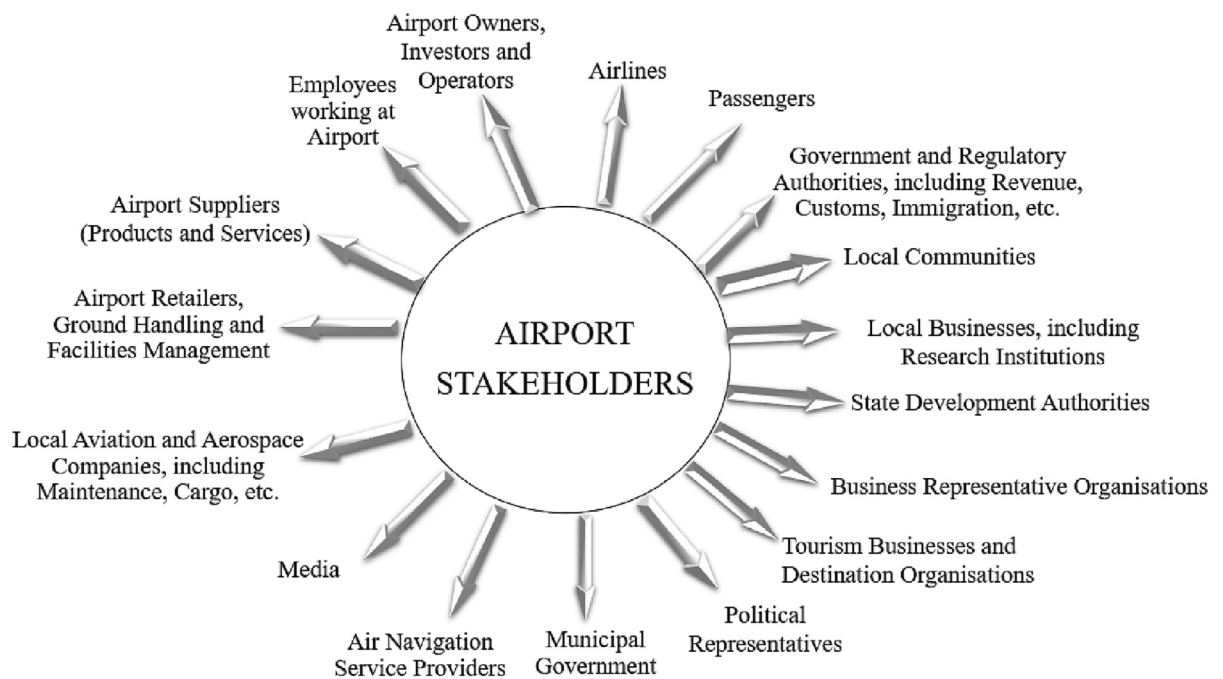 Airport Owners,
Investors and
Operators
Airlines
Passengers
Government and Regulatory
Authorities, including Revenue,
Customs, Immigration, etc.
Local Communities
Local Businesses, including
Research Institutions
State Development Authorities
Business Representative Organisations
Tourism Businesses and
Destination Organisations
Political
Representatives
Municipal
Government
Air Navigation
Service Providers
Media
Local Aviation and Aerospace
Companies, including
Maintenance, Cargo, etc.
Airport Retailers,
Ground Handling and
Facilities Management
Airport Suppliers
(Products and Services)
Employees
working at
Airport
AIRPORT
STAKEHOLDERS